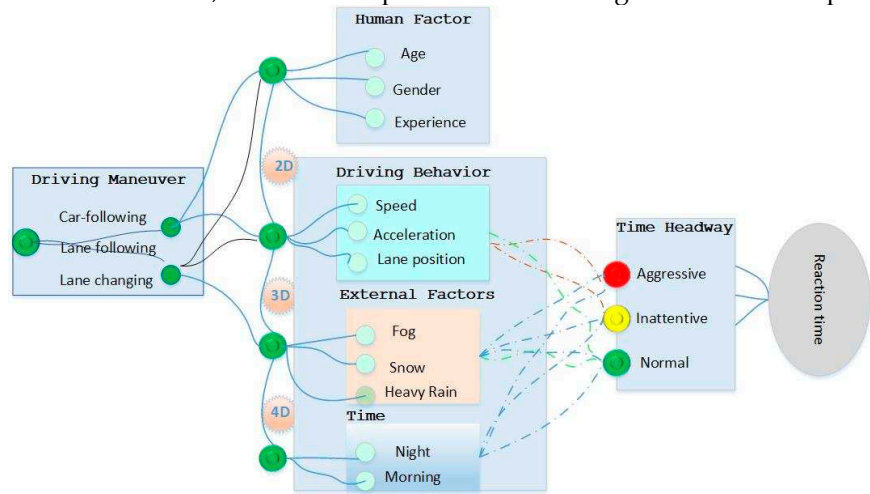 Human Factor
Age
Gender
Experience
2D
Driving Maneuver
Car-following
Lane following
Lane changing
Driving Behavior
Speed
Acceleration
Lane position
3D
External Factors
Fog
Snow
Heavy Rain
4D
Time
Night
Morning
Time Headway
Aggressive
Inattentive
Normal
Reaction time